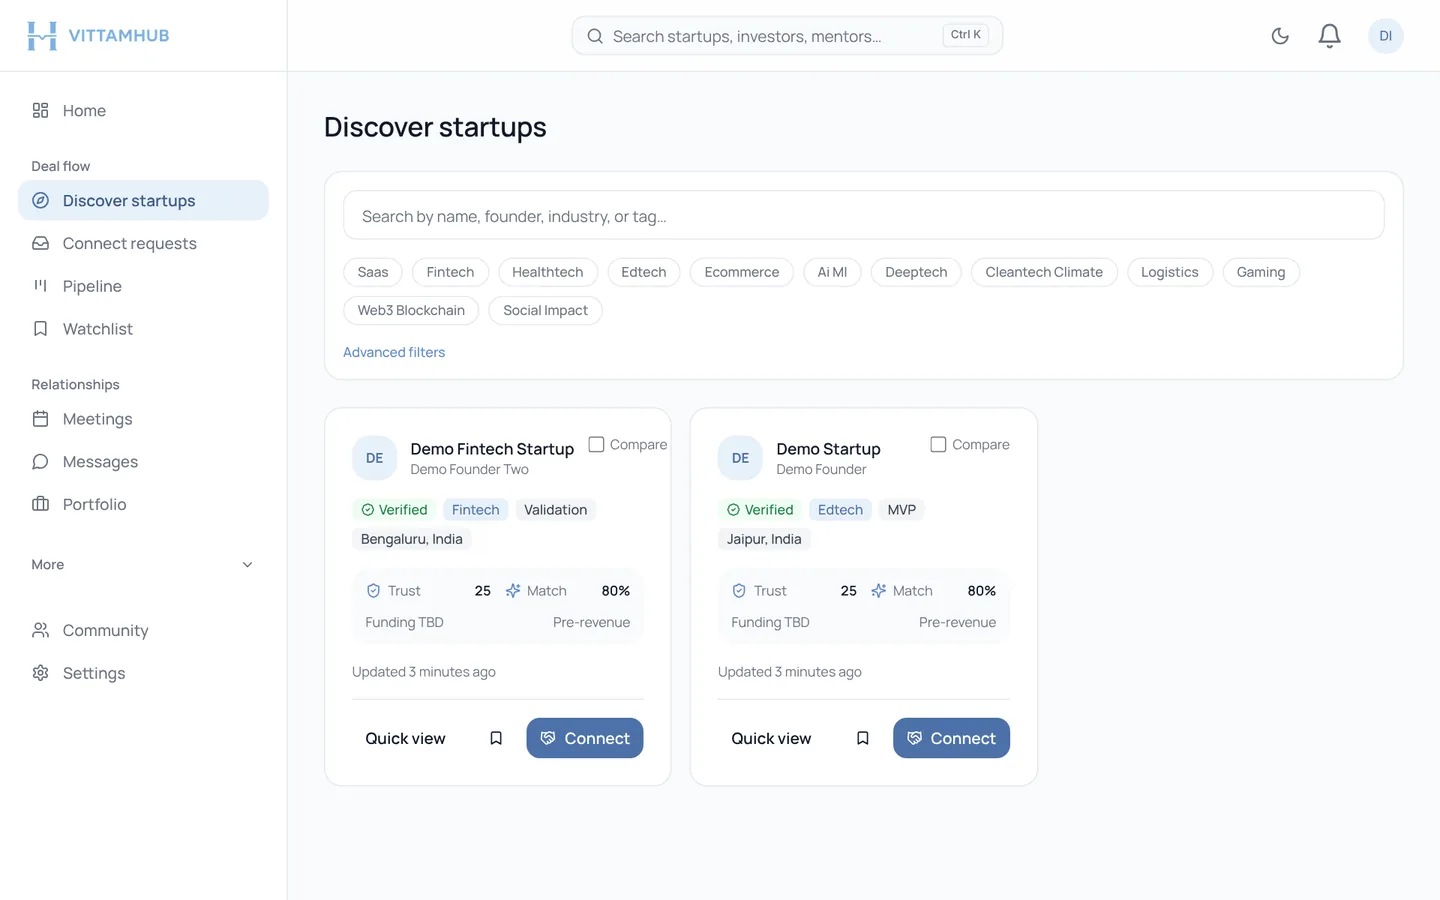 VITTAMHUB
Search startups, investors, mentors...
Ctrl K
DI
Home
Deal flow
Discover startups
Connect requests
Pipeline
Watchlist
Relationships
Meetings
Messages
Portfolio
More
Community
Settings
Discover startups
Search by name, founder, industry, or tag...
Saas Fintech Healthtech Edtech Ecommerce Ai Ml Deeptech Cleantech Climate Logistics Gaming
Web3 Blockchain Social Impact
Advanced filters
DE
Demo Fintech Startup
Compare
Demo Founder Two
Verified Fintech Validation
Bengaluru, India
Trust 25 Match 80%
Funding TBD Pre-revenue
Updated 3 minutes ago
Quick view Connect
DE
Demo Startup
Compare
Demo Founder
Verified Edtech MVP
Jaipur, India
Trust 25 Match 80%
Funding TBD Pre-revenue
Updated 3 minutes ago
Quick view Connect